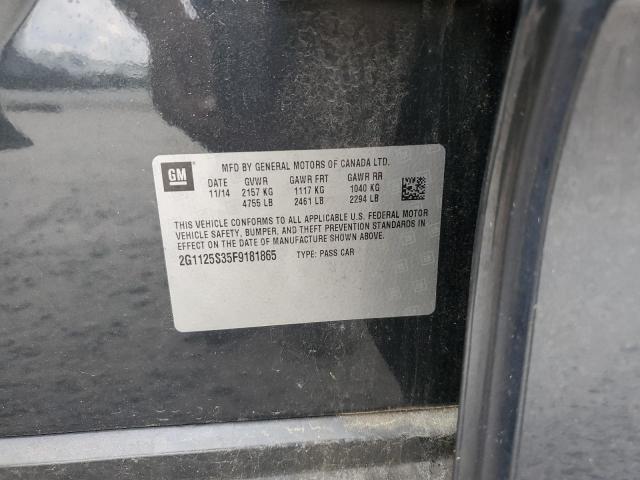 GM
MFD BY GENERAL MOTORS OF CANADA LTD.
DATE GVWR GAWR FRT GAWR RR
11/14 2157 KG 1117 KG 1040 KG
4755 LB 2461 LB 2294 LB
THIS VEHICLE CONFORMS TO ALL APPLICABLE U.S. FEDERAL MOTOR
VEHICLE SAFETY, BUMPER, AND THEFT PREVENTION STANDARDS IN
EFFECT ON THE DATE OF MANUFACTURE SHOWN ABOVE.
2G1125S35F9181865 TYPE: PASS CAR